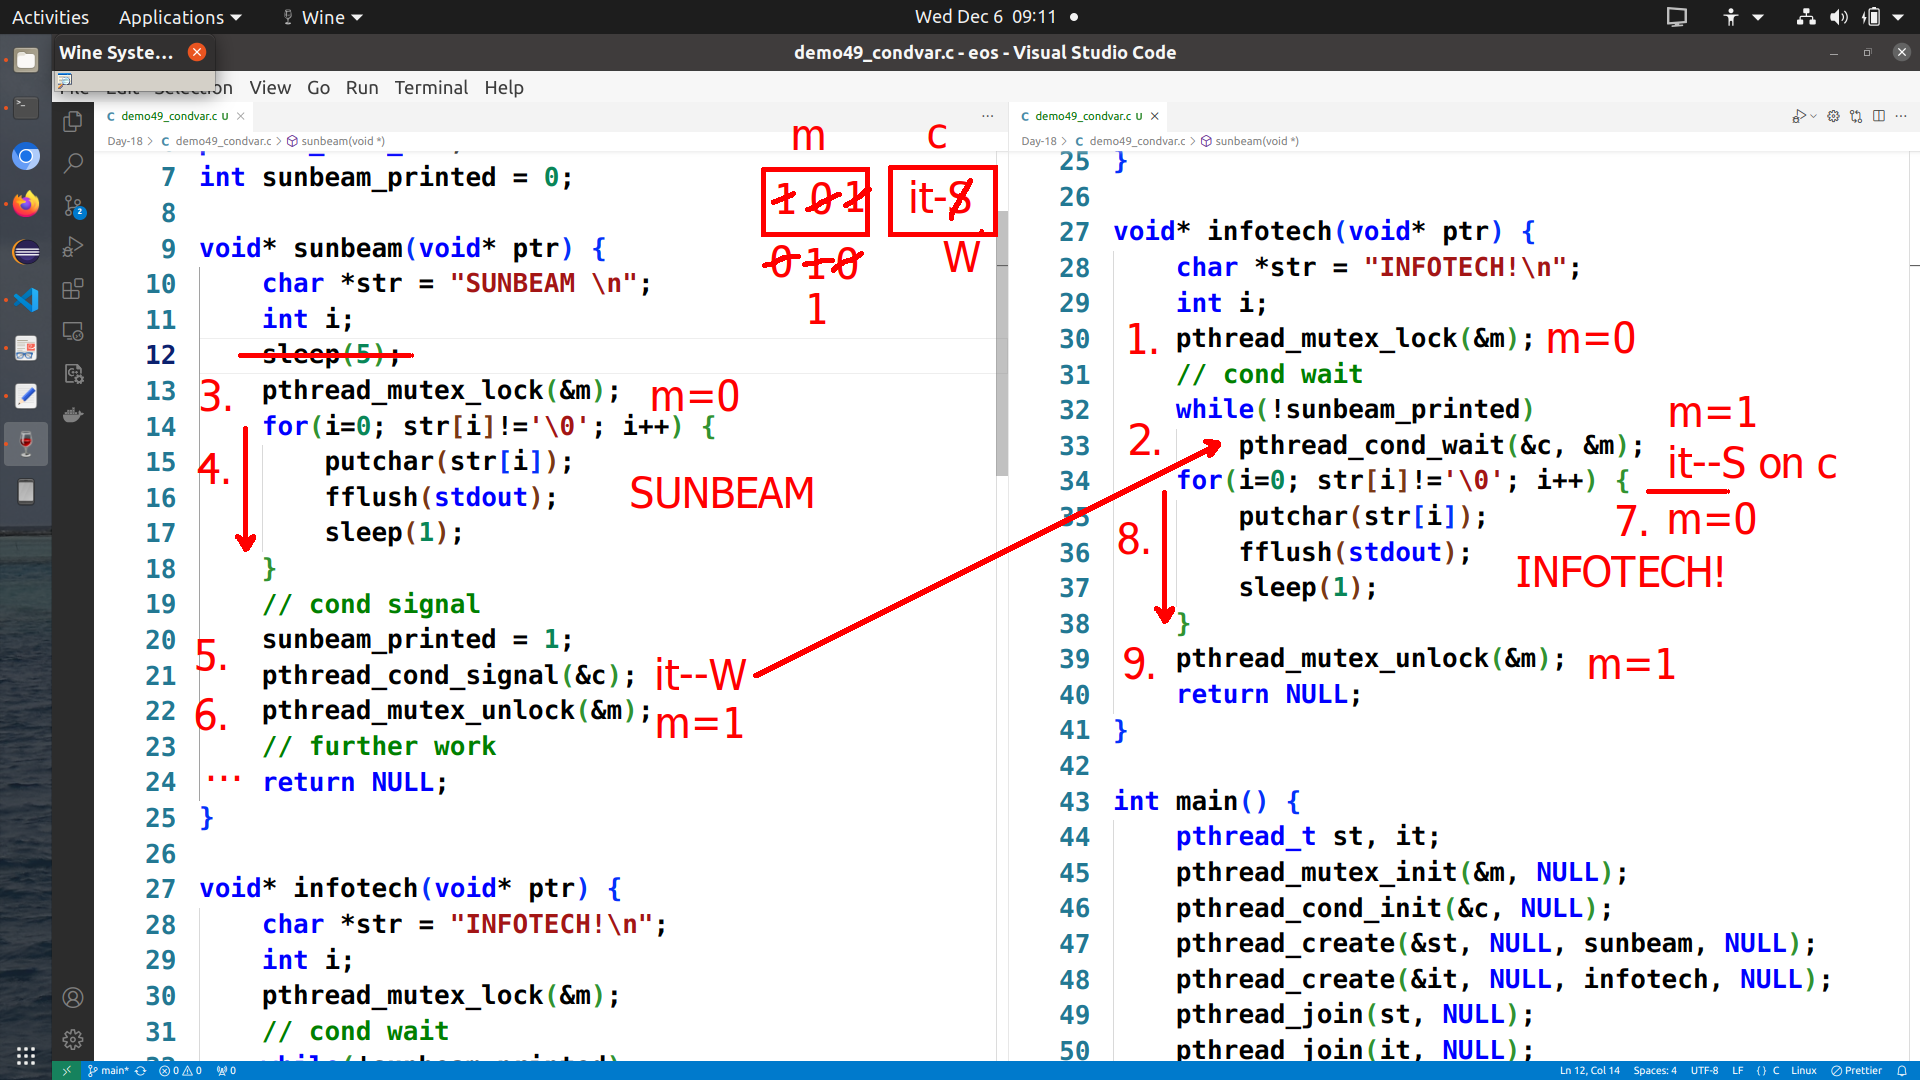 Activities Applications Wine Wed Dec 6 09:11
Wine Syste...
demo49_condvar.c - eos - Visual Studio Code
Selection View Go Run Terminal Help
C demo49_condvar.c U
Day-18 > C demo49_condvar.c > sunbeam(void *)
7 int sunbeam_printed = 0;
8
9 void* sunbeam(void* ptr) {
10 char *str = "SUNBEAM \n";
11 int i;
12 sleep(5);
13 pthread_mutex_lock(&m);
14 for(i=0; str[i]!='\0'; i++) {
15 putchar(str[i]);
16 fflush(stdout);
17 sleep(1);
18 }
19 // cond signal
20 sunbeam_printed = 1;
21 pthread_cond_signal(&c);
22 pthread_mutex_unlock(&m);
23 // further work
24 return NULL;
25 }
26
27 void* infotech(void* ptr) {
28 char *str = "INFOTECH!\n";
29 int i;
30 pthread_mutex_lock(&m);
31 // cond wait
m c
1 0 1 it-S
0 1 0 W
1
3. m=0
4. SUNBEAM
5. it--W
6. m=1
...
C demo49_condvar.c U
Day-18 > C demo49_condvar.c > sunbeam(void *)
25 }
26
27 void* infotech(void* ptr) {
28 char *str = "INFOTECH!\n";
29 int i;
30 pthread_mutex_lock(&m);
31 // cond wait
32 while(!sunbeam_printed)
33 pthread_cond_wait(&c, &m);
34 for(i=0; str[i]!='\0'; i++) {
35 putchar(str[i]);
36 fflush(stdout);
37 sleep(1);
38 }
39 pthread_mutex_unlock(&m);
40 return NULL;
41 }
42
43 int main() {
44 pthread_t st, it;
45 pthread_mutex_init(&m, NULL);
46 pthread_cond_init(&c, NULL);
47 pthread_create(&st, NULL, sunbeam, NULL);
48 pthread_create(&it, NULL, infotech, NULL);
49 pthread_join(st, NULL);
50 pthread_join(it, NULL);
1. m=0
2. m=1
it--S on c
7. m=0
8. INFOTECH!
9. m=1
2
main* 0 0 0 Ln 12, Col 14 Spaces: 4 UTF-8 LF {} C Linux Prettier